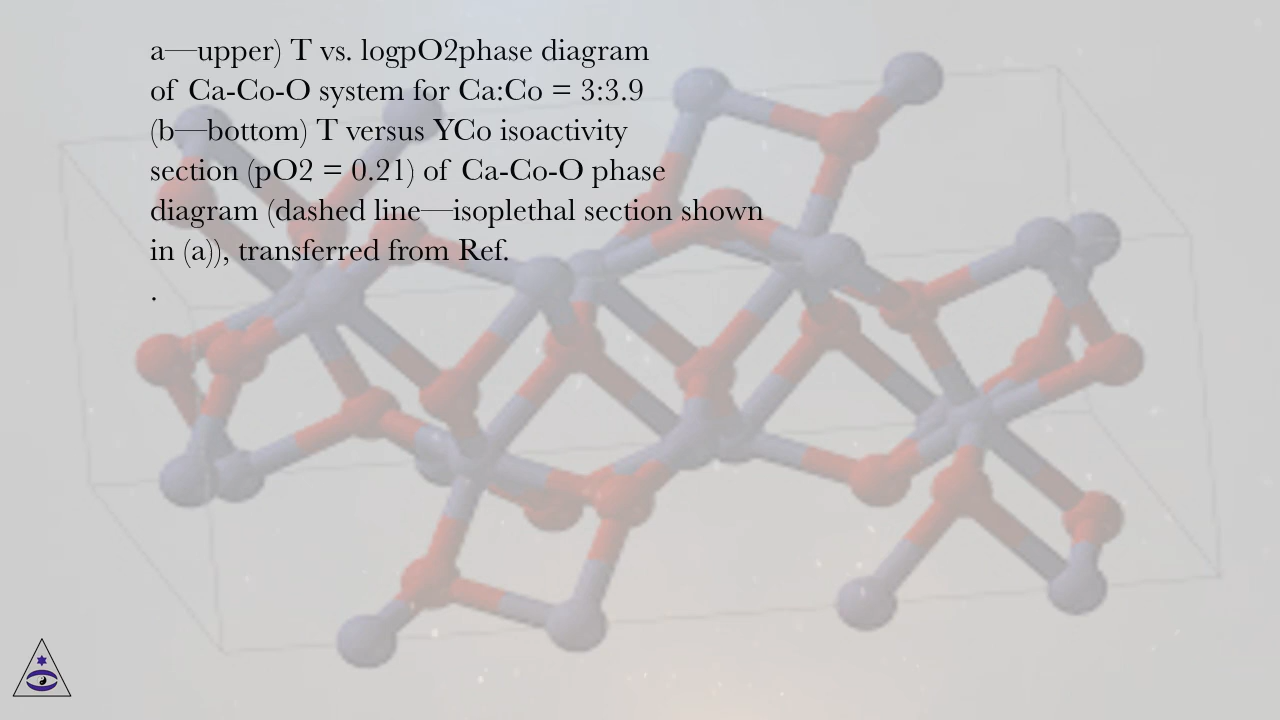 a—upper) T vs. logpO2phase diagram
of Ca-Co-O system for Ca:Co = 3:3.9
(b—bottom) T versus YCo isoactivity
section (pO2 = 0.21) of Ca-Co-O phase
diagram (dashed line—isoplethal section shown
in (a)), transferred from Ref.
.